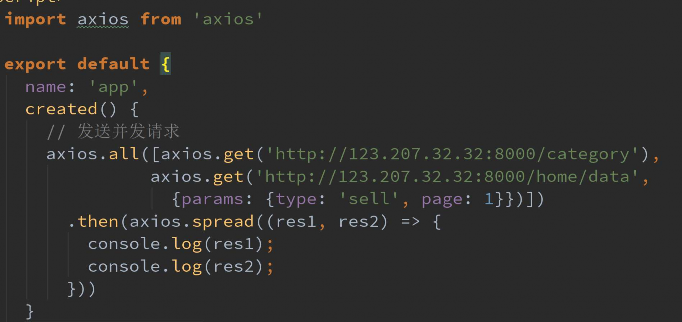 import axios from 'axios'
export default {
name: 'app',
created() {
// 发送并发请求
axios.all([axios.get('http://123.207.32.32:8000/category'),
axios.get('http://123.207.32.32:8000/home/data',
{params: {type: 'sell', page: 1}})])
.then(axios.spread((res1, res2) => {
console.log(res1);
console.log(res2);
}))
}